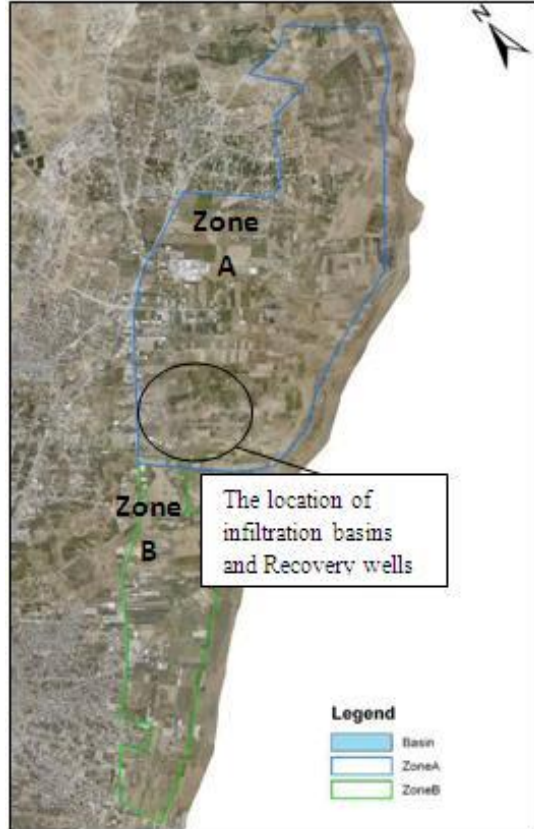 N
Zone
A
Zone
B
The location of
infiltration basins
and Recovery wells
Legend
Basin
ZoneA
ZoneB